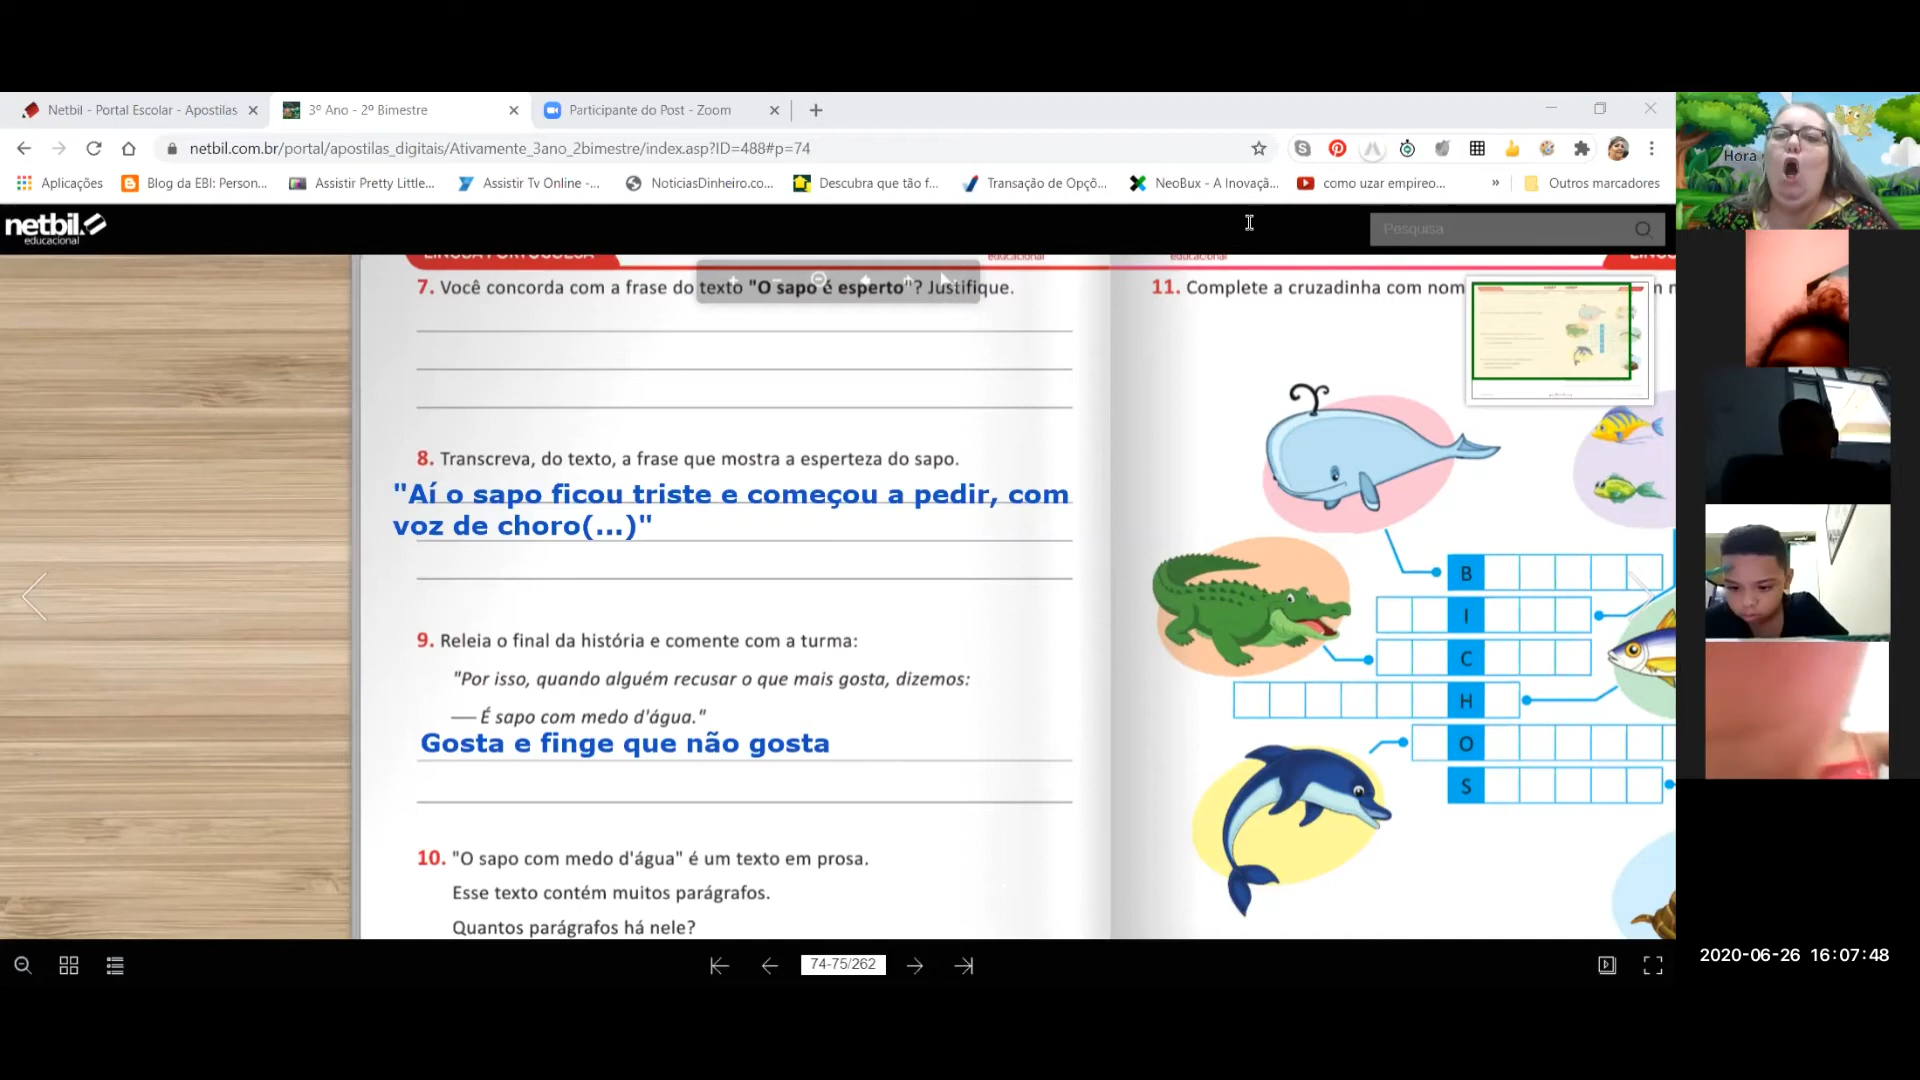 Netbil - Portal Escolar - Apostilas
3º Ano - 2º Bimestre
Participante do Post - Zoom
netbil.com.br/portal/apostilas_digitais/Ativamente_3ano_2bimestre/index.asp?ID=488#p=74
Aplicações
Blog da EBI: Person...
Assistir Pretty Little...
Assistir Tv Online -...
NoticiasDinheiro.co...
Descubra que tão f...
Transação de Opçõ...
NeoBux - A Inovaçã...
como uzar empireo...
»
Outros marcadores
netbil
educacional
Pesquisa
Hora
LÍNGUA PORTUGUESA
educacional
educacional
7. Você concorda com a frase do texto "O sapo é esperto"? Justifique.
8. Transcreva, do texto, a frase que mostra a esperteza do sapo.
"Aí o sapo ficou triste e começou a pedir, com
voz de choro(...)"
9. Releia o final da história e comente com a turma:
"Por isso, quando alguém recusar o que mais gosta, dizemos:
— É sapo com medo d'água."
Gosta e finge que não gosta
10. "O sapo com medo d'água" é um texto em prosa.
Esse texto contém muitos parágrafos.
Quantos parágrafos há nele?
11. Complete a cruzadinha com nom
B
I
C
H
O
S
74-75/262
2020-06-26 16:07:48